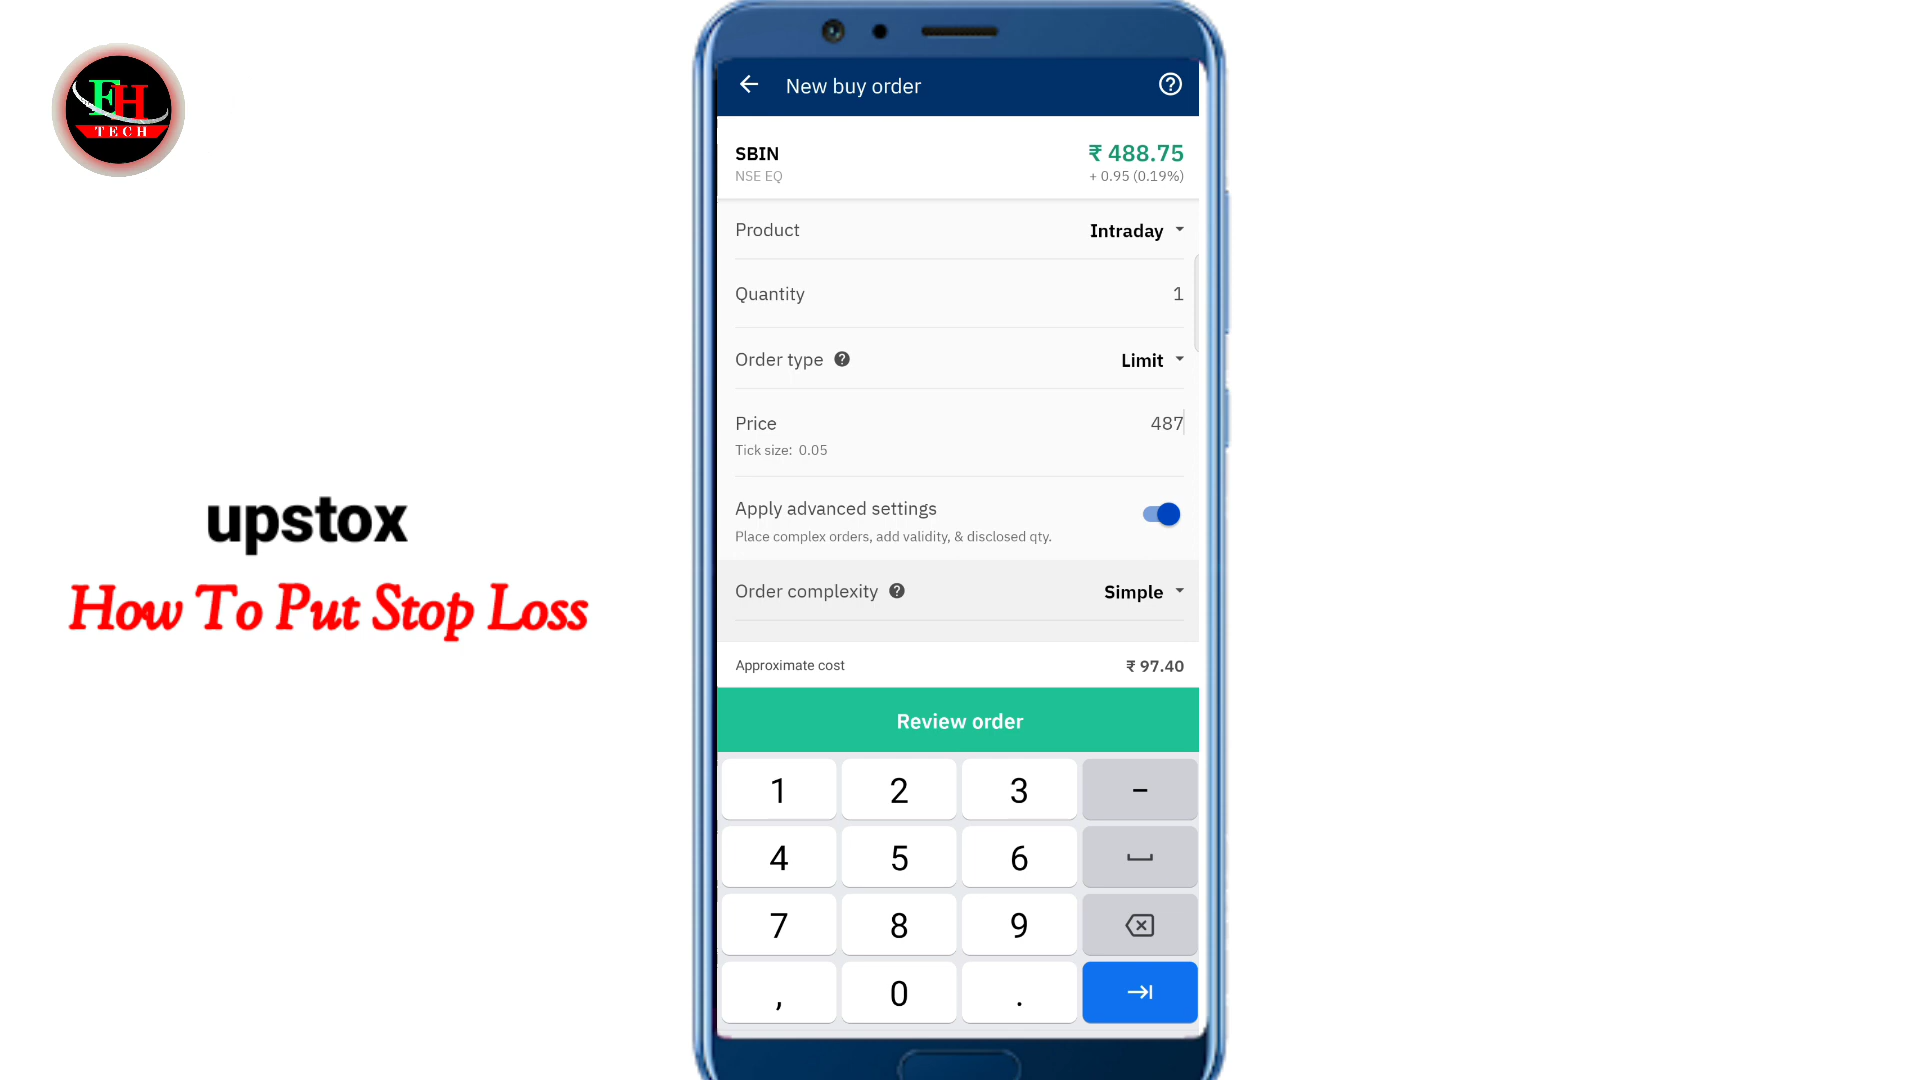 EH
TECH
upstox
How To Put Stop Loss
New buy order
SBIN
₹ 488.75
NSE EQ
+ 0.95 (0.19%)
Product
Intraday
Quantity
1
Order type ?
Limit
Price
487
Tick size: 0.05
Apply advanced settings
Place complex orders, add validity, & disclosed qty.
Order complexity ?
Simple
Approximate cost
₹ 97.40
Review order
1 2 3 –
4 5 6
7 8 9
, 0 .